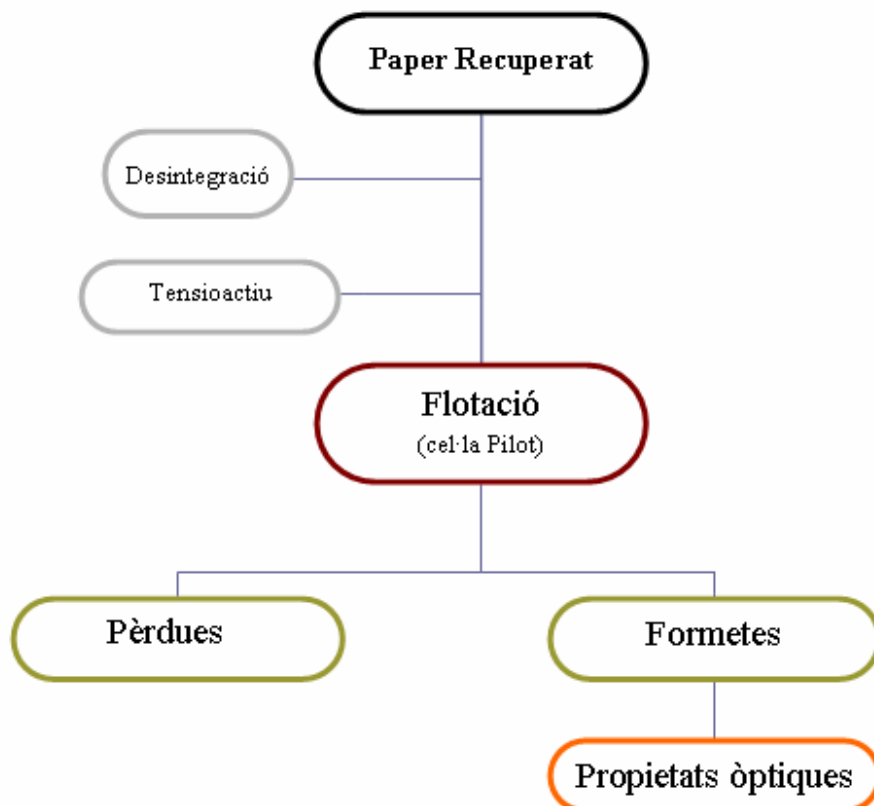 Paper Recuperat
Desintegració
Tensioactiu
Flotació
(cel·la Pilot)
Pèrdues
Formetes
Propietats òptiques